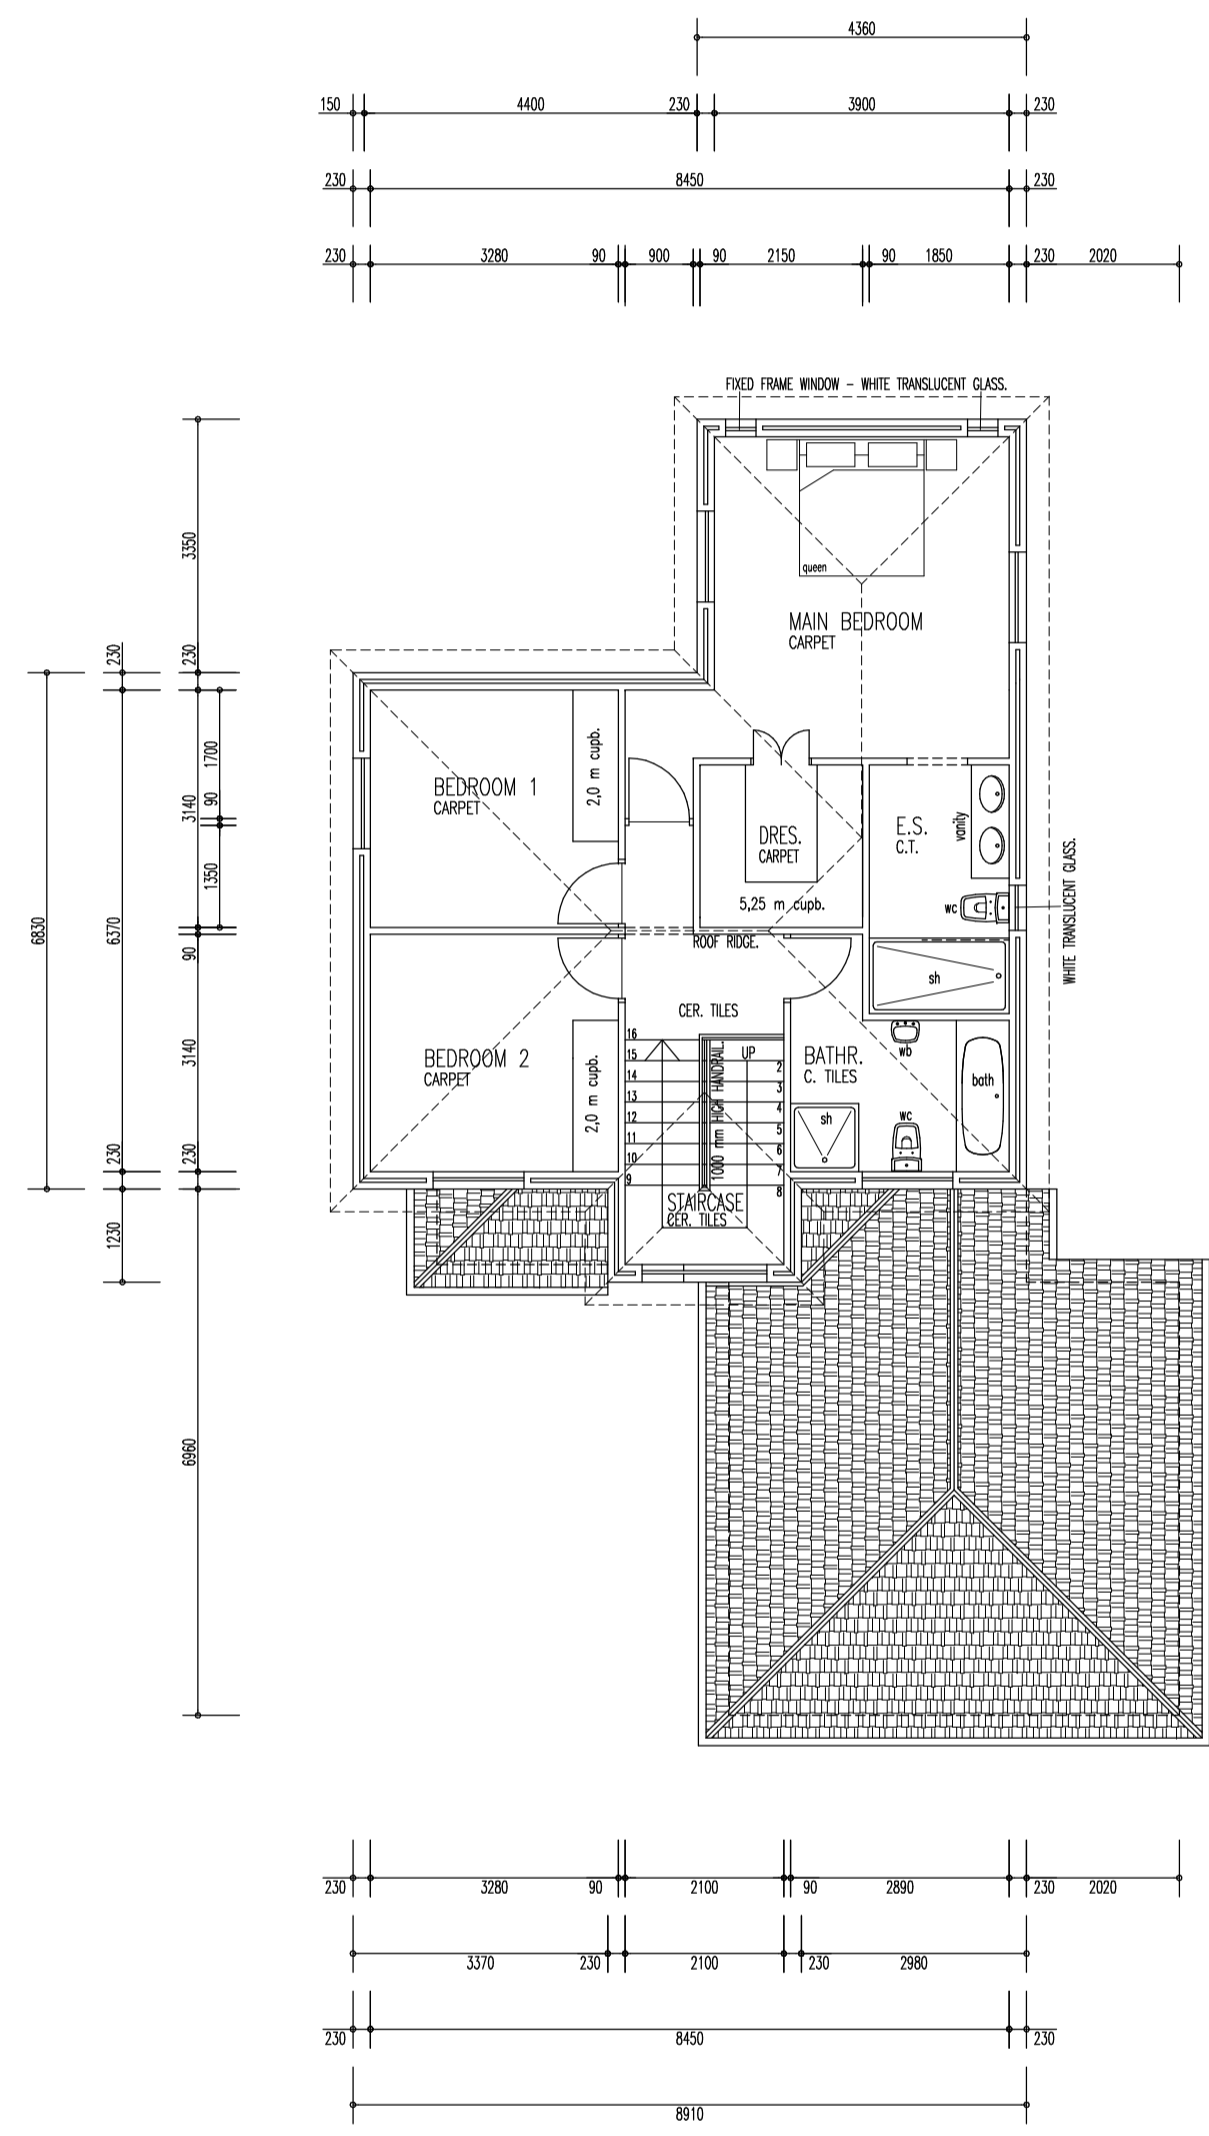 4360
150 4400 230 3900 230
230 8450 230
230 3280 90 900 90 2150 90 1850 230 2020
FIXED FRAME WINDOW - WHITE TRANSLUCENT GLASS.
3350
queen
MAIN BEDROOM
CARPET
230 230
6830
6370
3140
1700
90
1350
BEDROOM 1
CARPET
2,0 m cupb.
DRES.
CARPET
5,25 m cupb.
E.S.
C.T.
vanity
wc
WHITE TRANSLUCENT GLASS.
ROOF RIDGE.
90
sh
3140
CER. TILES
BEDROOM 2
CARPET
2,0 m cupb.
16
15
14
13
12
11
10
9
1000 mm HIGH HANDRAIL.
UP
2
3
4
5
6
7
8
BATHR.
C. TILES
wb
bath
sh
wc
230 230
STAIRCASE
CER. TILES
1230
6960
230 3280 90 2100 90 2890 230 2020
3370 230 2100 230 2980
230 8450 230
8910